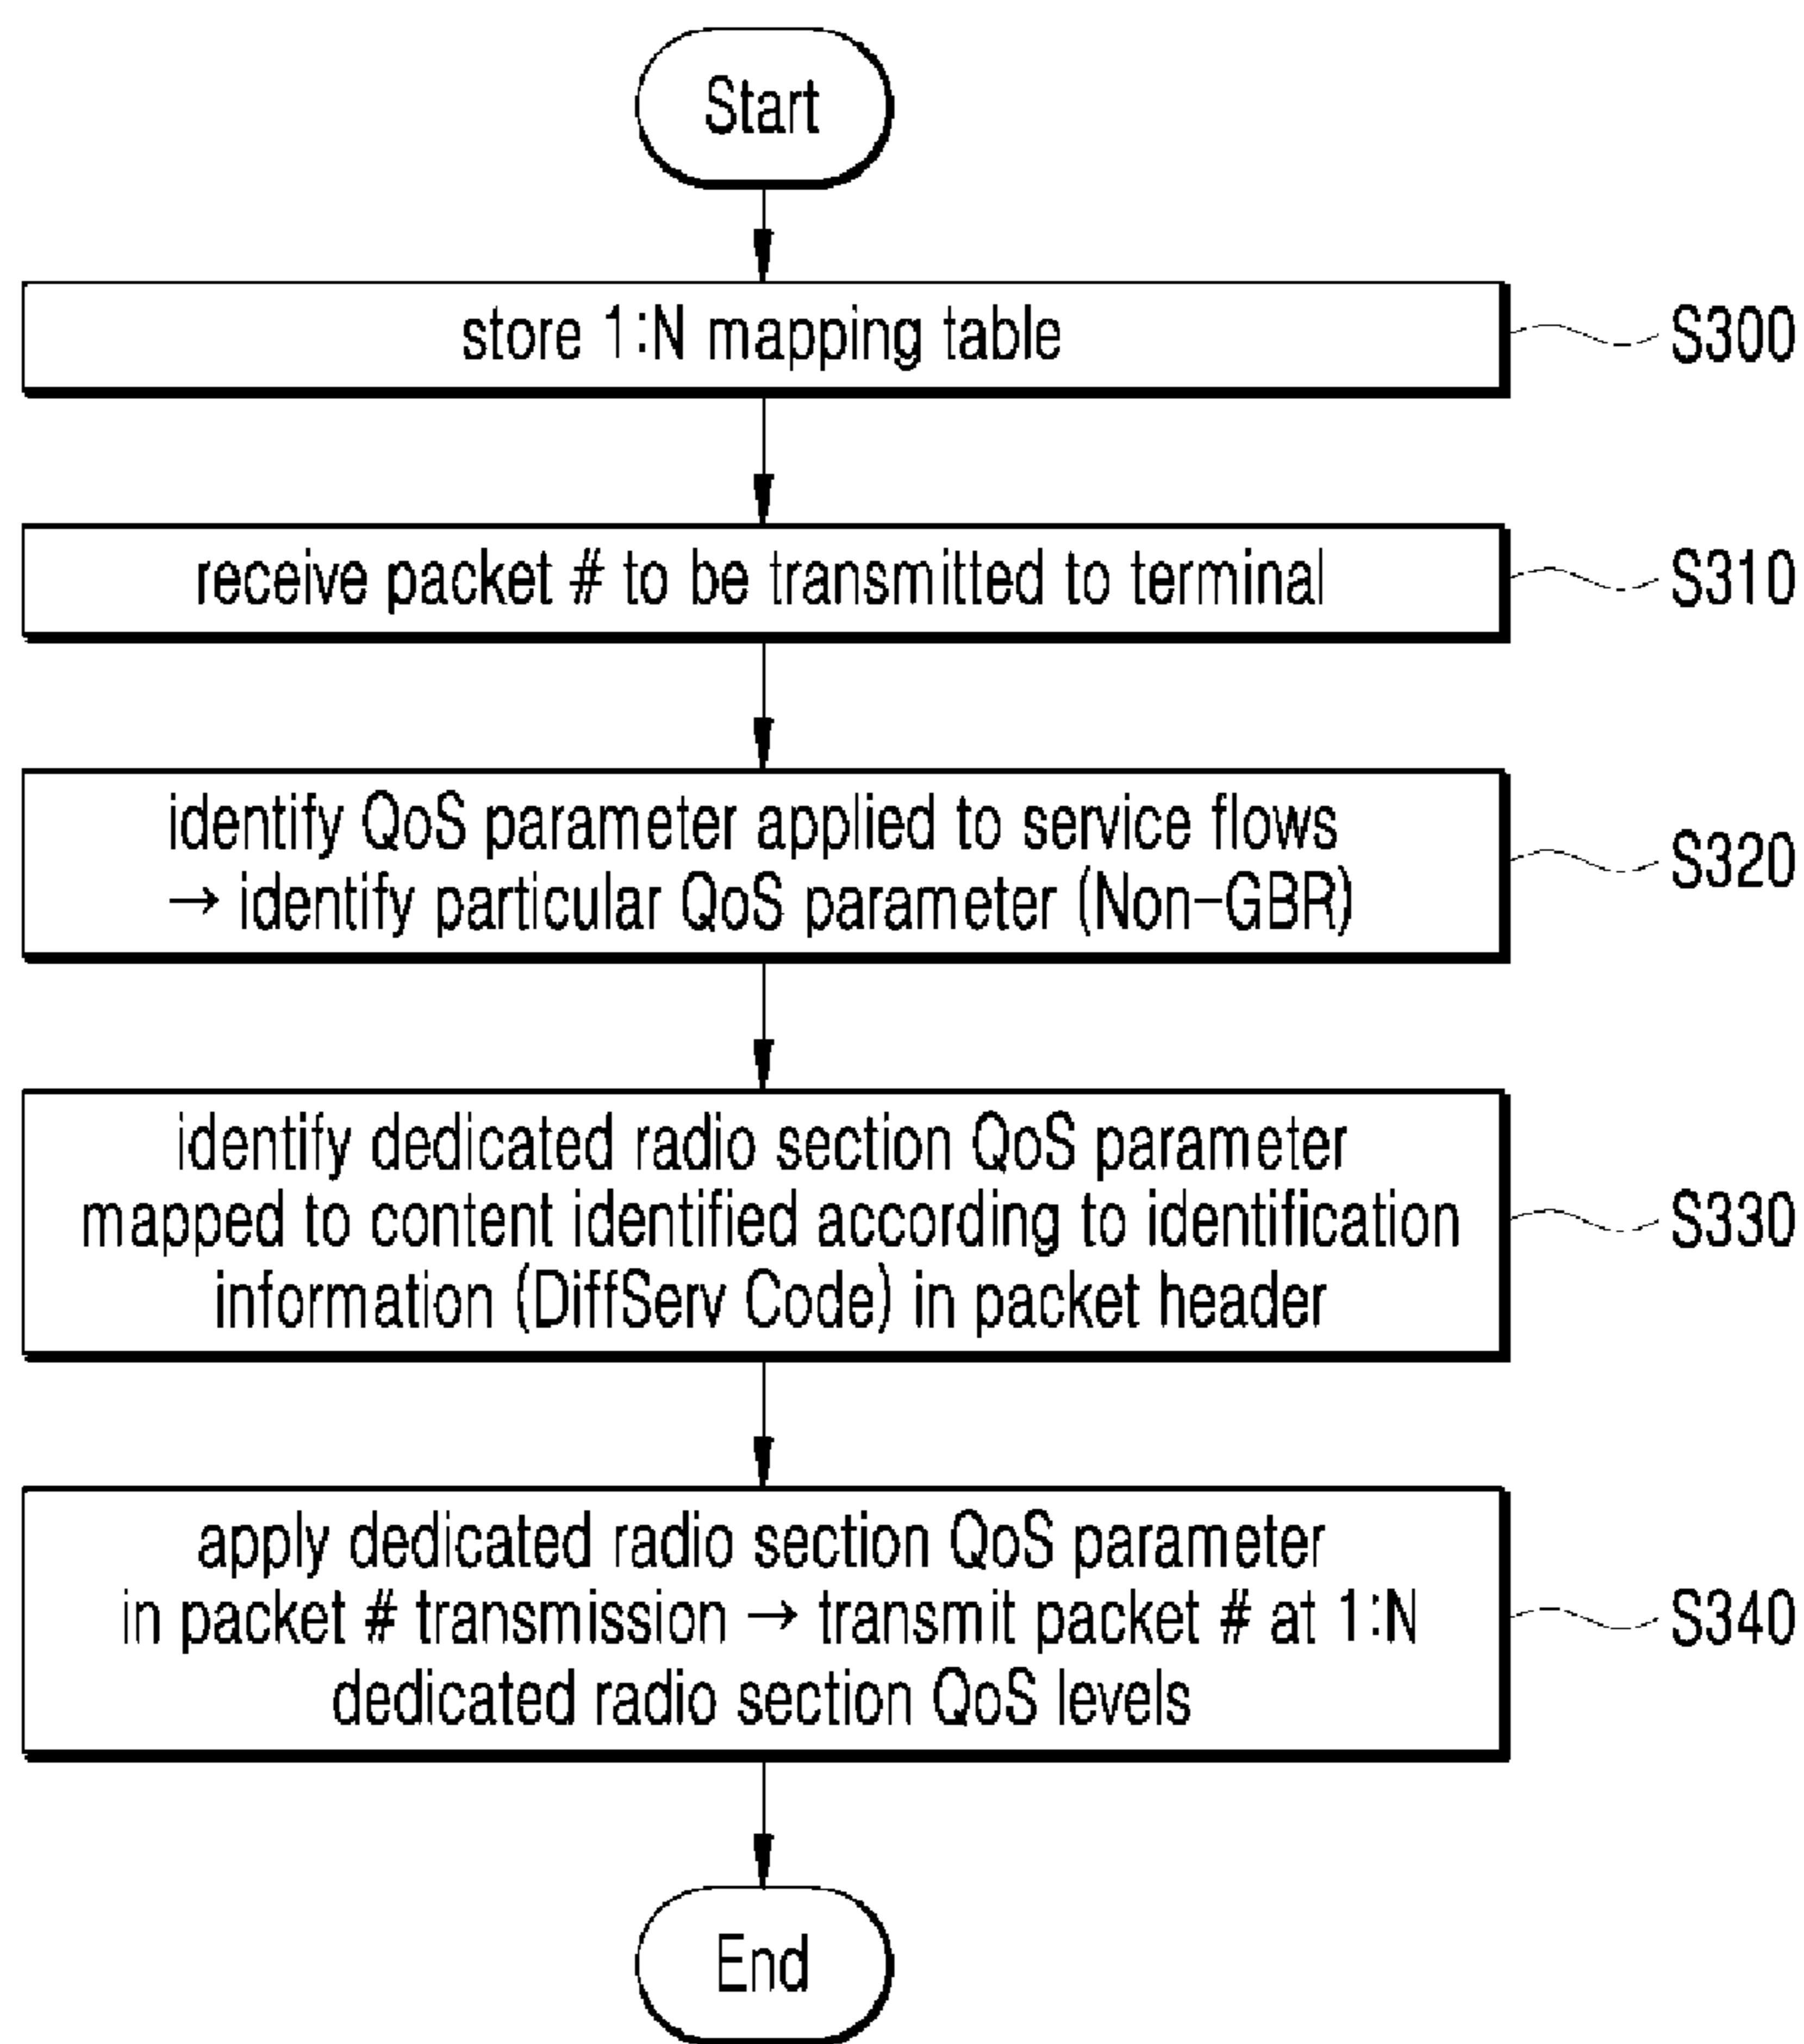 Start
store 1:N mapping table
S300
receive packet # to be transmitted to terminal
S310
identify QoS parameter applied to service flows
→ identify particular QoS parameter (Non-GBR)
S320
identify dedicated radio section QoS parameter
mapped to content identified according to identification
information (DiffServ Code) in packet header
S330
apply dedicated radio section QoS parameter
in packet # transmission → transmit packet # at 1:N
dedicated radio section QoS levels
S340
End